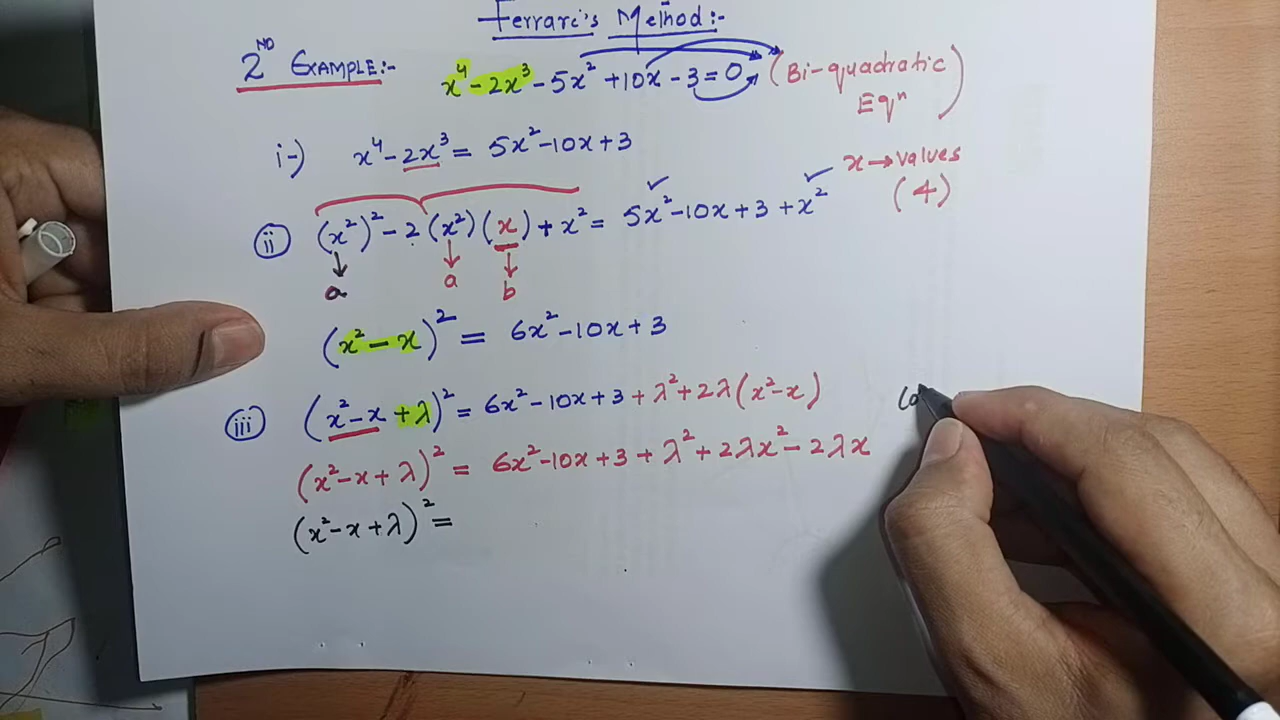 Ferrari's Method:-
2ND EXAMPLE:- x⁴ - 2x³ - 5x² + 10x - 3 = 0 (Bi-quadratic Eqⁿ)
i-) x⁴ - 2x³ = 5x² - 10x + 3
x → values (4)
ii (x²)² - 2(x²)(x) + x² = 5x² - 10x + 3 + x²
a a b
(x² - x)² = 6x² - 10x + 3
iii (x² - x + λ)² = 6x² - 10x + 3 + λ² + 2λ(x² - x)
(x² - x + λ)² = 6x² - 10x + 3 + λ² + 2λx² - 2λx
(x² - x + λ)² =